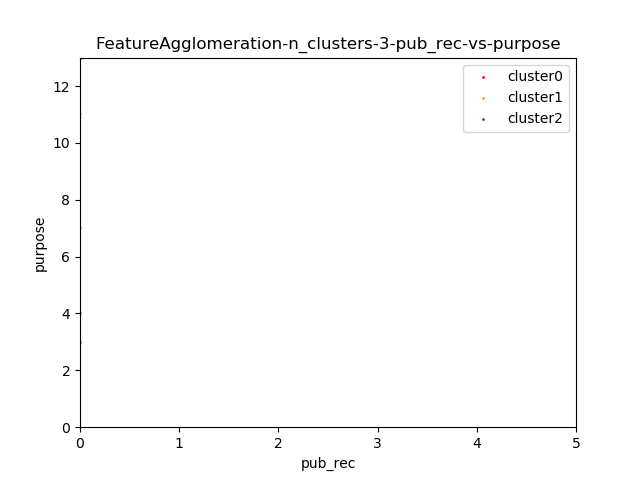 FeatureAgglomeration-n_clusters-3-pub_rec-vs-purpose
cluster0
cluster1
cluster2
12
10
8
6
4
2
0
purpose
0 1 2 3 4 5
pub_rec